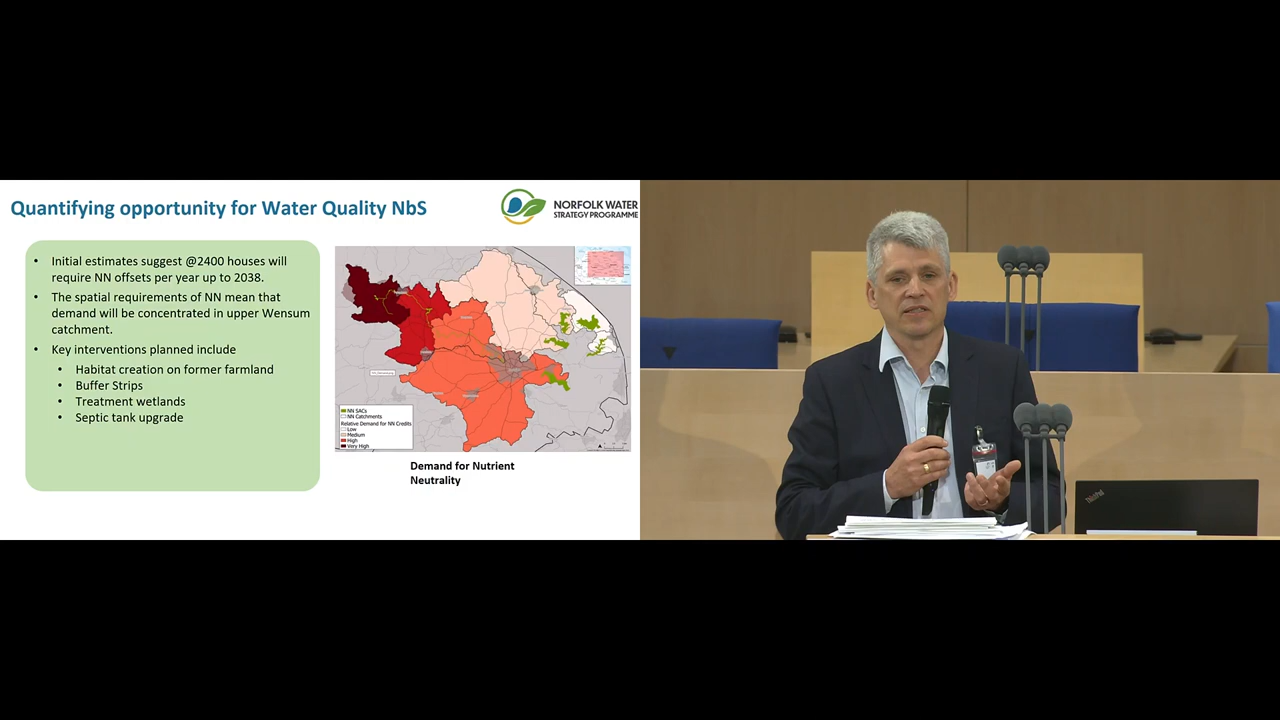 Quantifying opportunity for Water Quality NbS
NORFOLK WATER
STRATEGY PROGRAMME
• Initial estimates suggest @2400 houses will
require NN offsets per year up to 2038.
• The spatial requirements of NN mean that
demand will be concentrated in upper Wensum
catchment.
• Key interventions planned include
• Habitat creation on former farmland
• Buffer Strips
• Treatment wetlands
• Septic tank upgrade
NN SACs
NN Catchments
Relative Demand for NN Credits
Low
Medium
High
Very High
Demand for Nutrient
Neutrality
ThinkPad